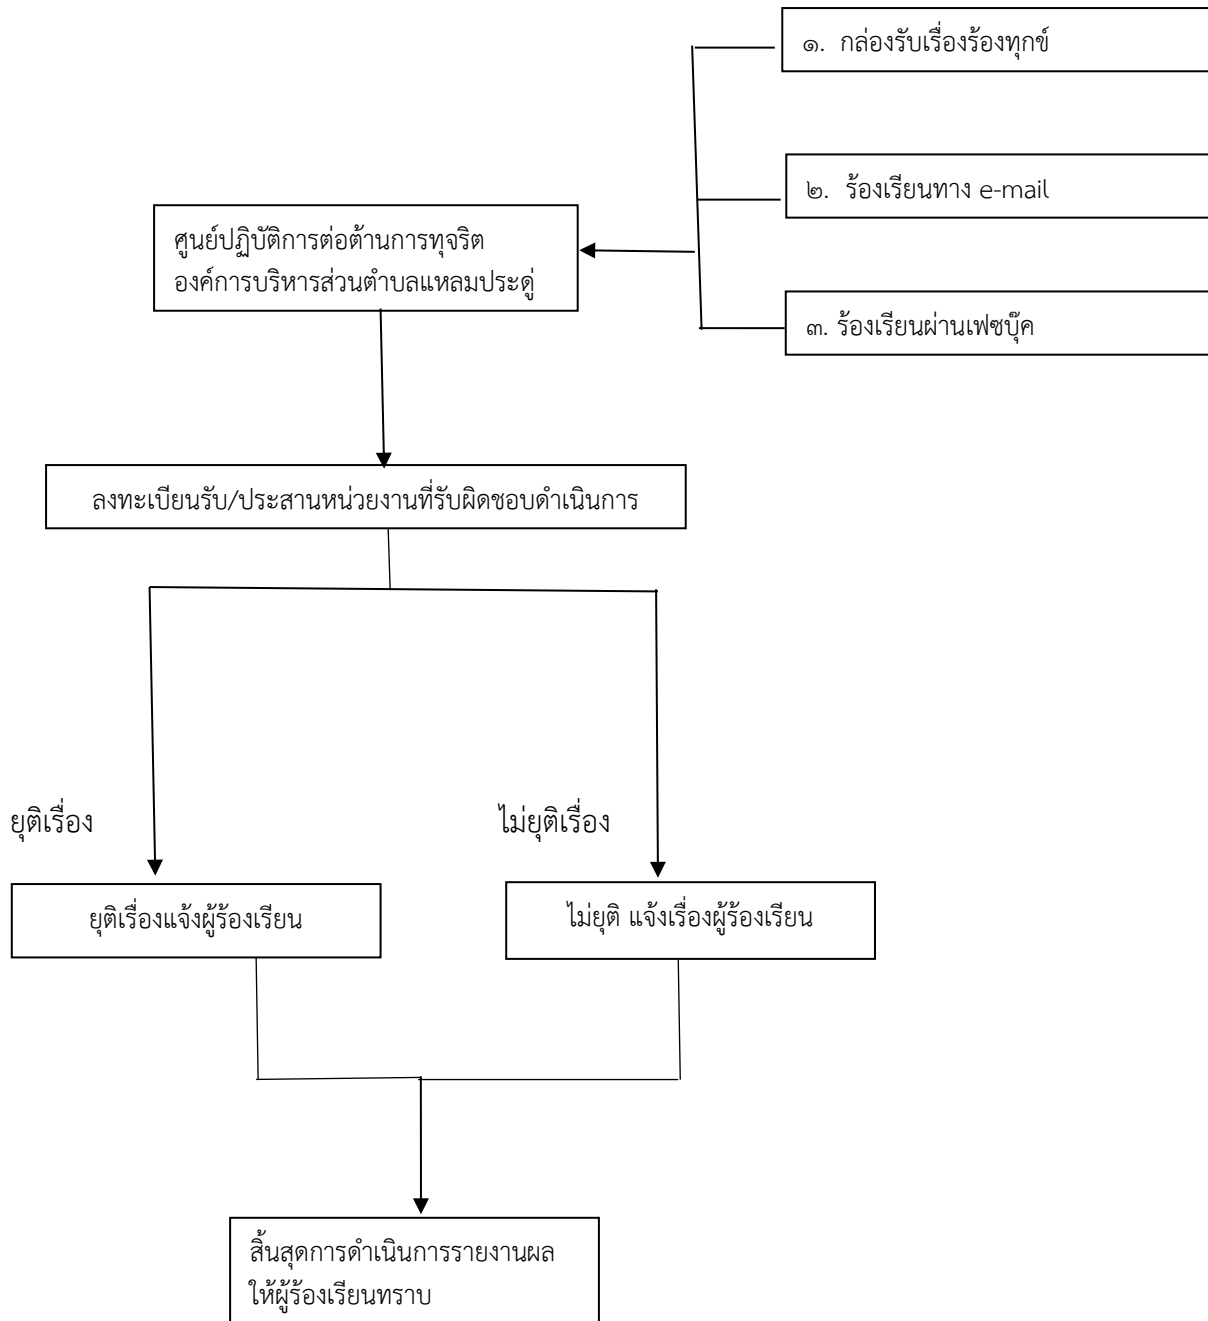 ๑. กล่องรับเรื่องร้องทุกข์
๒. ร้องเรียนทาง e-mail
ศูนย์ปฏิบัติการต่อต้านการทุจริต
องค์การบริหารส่วนตำบลแหลมประดู่
๓. ร้องเรียนผ่านเฟซบุ๊ค
ลงทะเบียนรับ/ประสานหน่วยงานที่รับผิดชอบดำเนินการ
ยุติเรื่อง
ไม่ยุติเรื่อง
ยุติเรื่องแจ้งผู้ร้องเรียน
ไม่ยุติ แจ้งเรื่องผู้ร้องเรียน
สิ้นสุดการดำเนินการรายงานผล
ให้ผู้ร้องเรียนทราบ